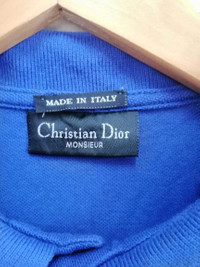 MADE IN ITALY
Christian Dior
MONSIEUR